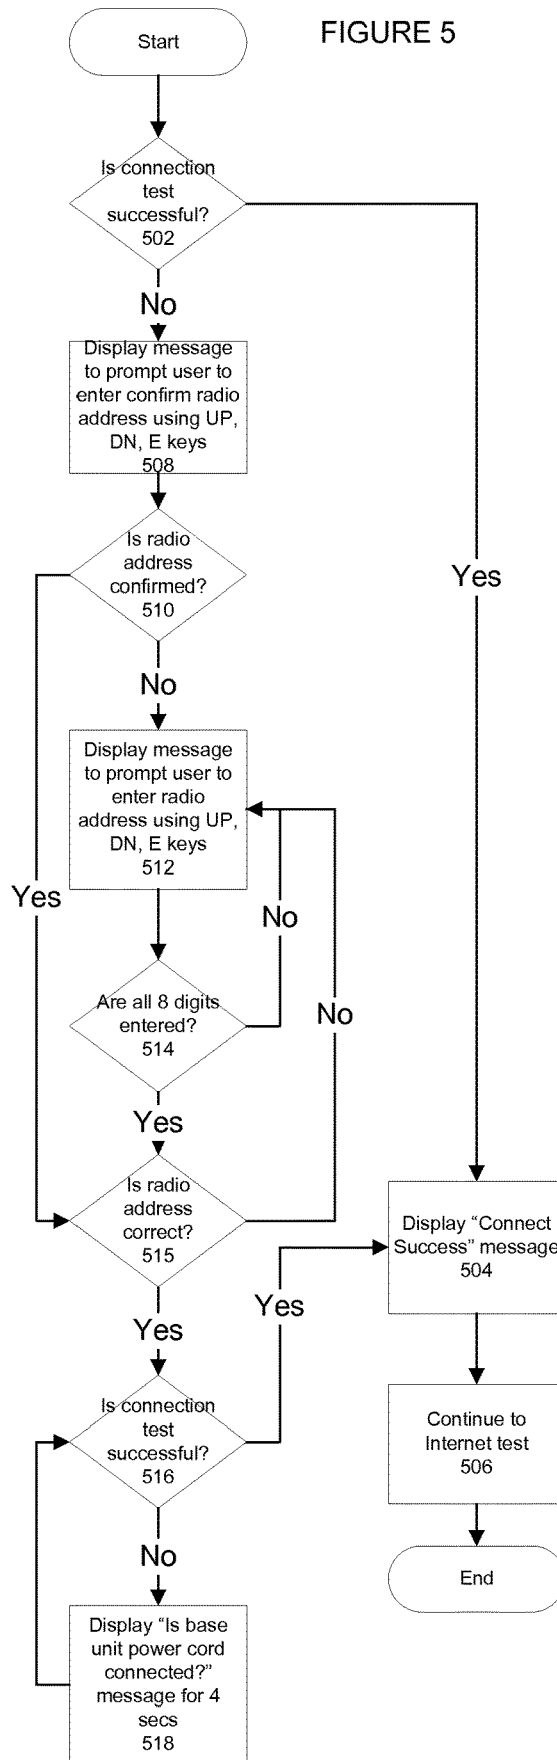 FIGURE 5
Start
Is connection
test
successful?
502
No
Display message
to prompt user to
enter confirm radio
address using UP,
DN, E keys
508
Is radio
address
confirmed?
510
Yes
No
Display message
to prompt user to
enter radio
address using UP,
DN, E keys
512
Yes
No
Are all 8 digits
entered?
514
No
Yes
Is radio
address
correct?
515
Yes
Display “Connect
Success” message
504
Yes
Is connection
test
successful?
516
Continue to
Internet test
506
No
End
Display “Is base
unit power cord
connected?”
message for 4
secs
518